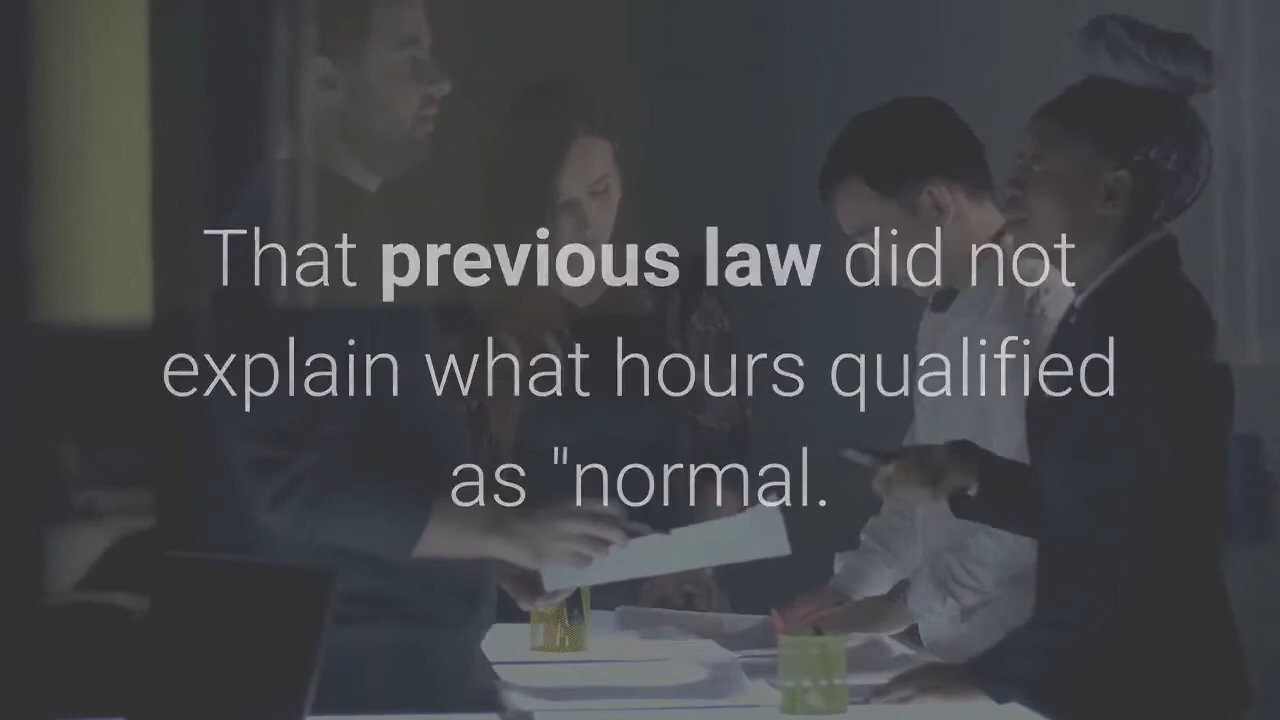 That previous law did not
explain what hours qualified
as "normal.